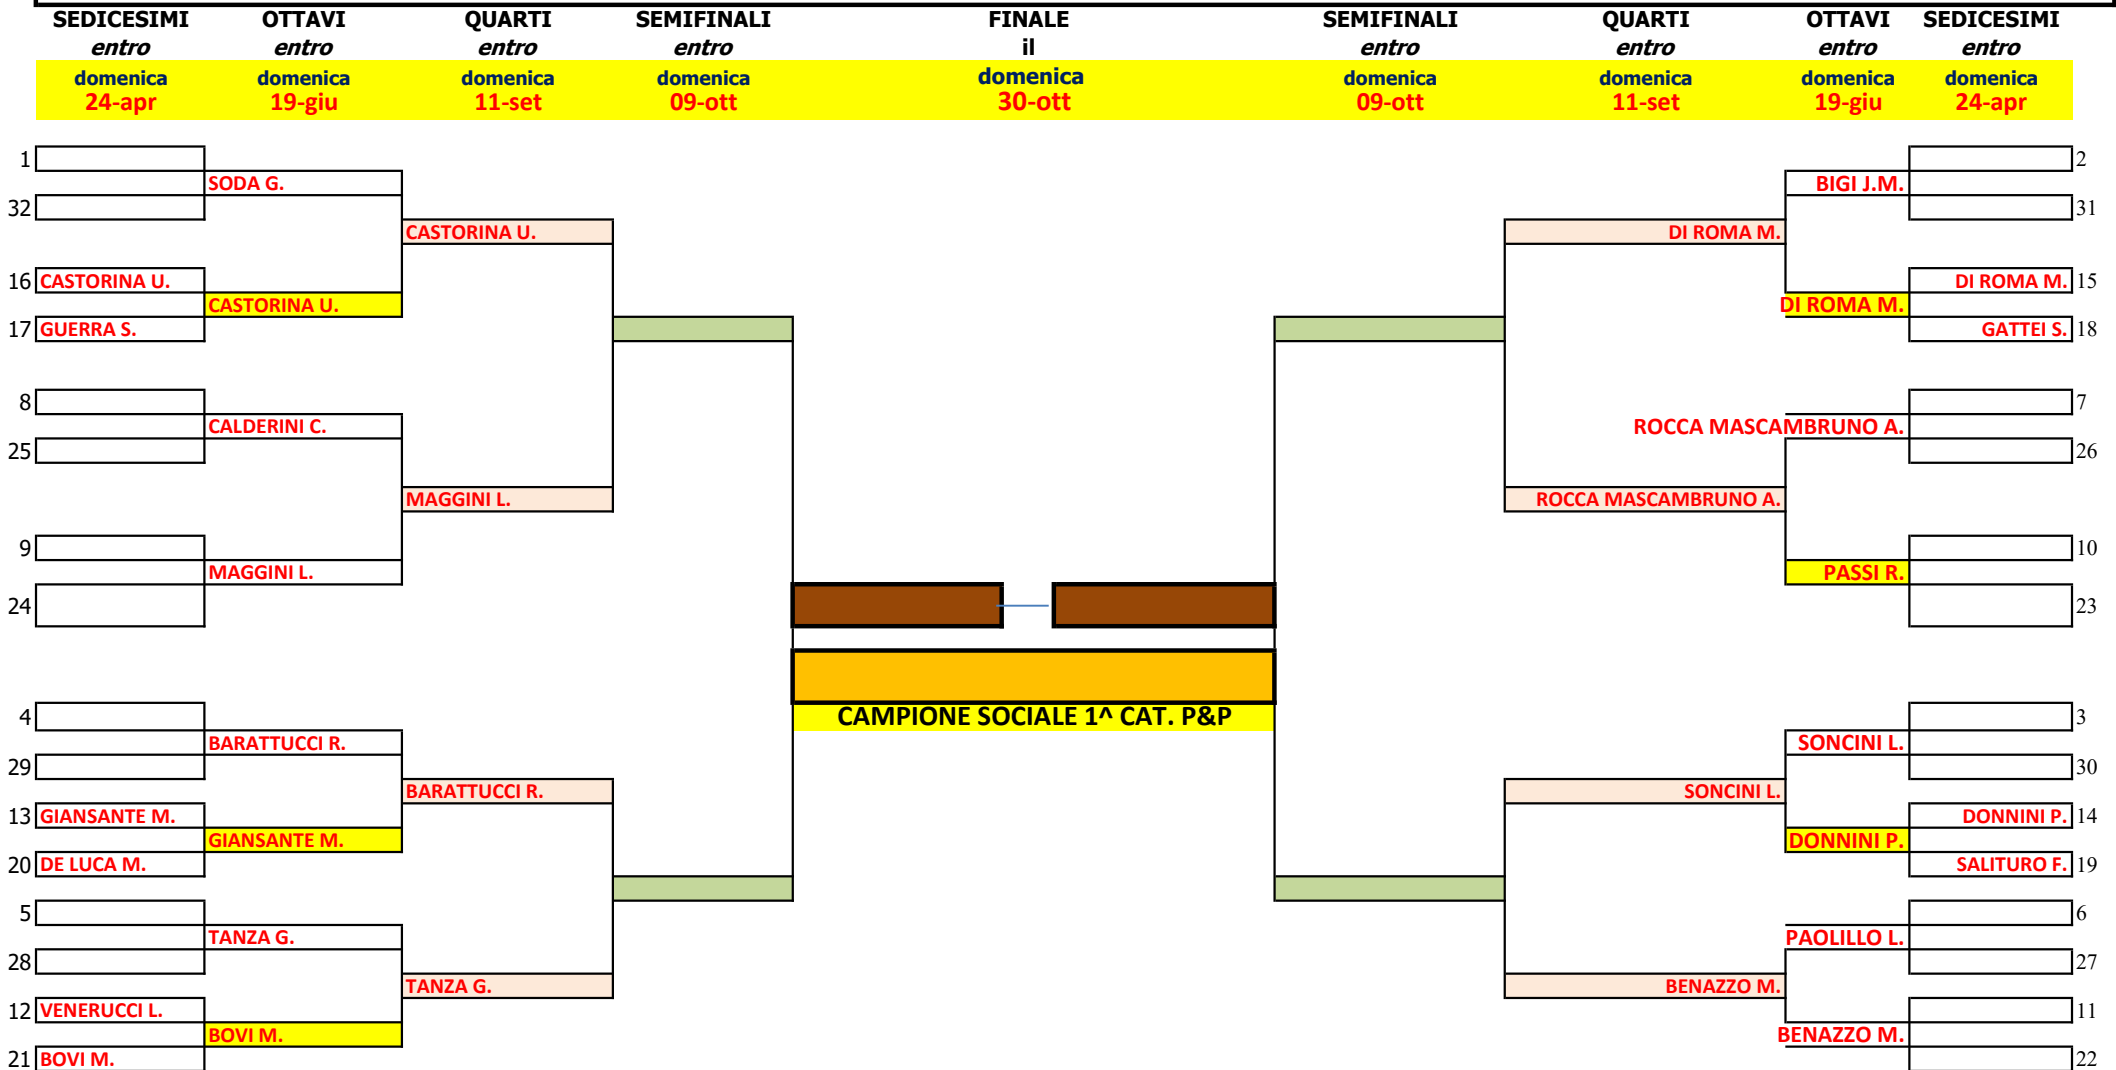 SEDICESIMI OTTAVI QUARTI SEMIFINALI FINALE SEMIFINALI QUARTI OTTAVI SEDICESIMI
entro entro entro entro il entro entro entro entro
domenica domenica domenica domenica domenica domenica domenica domenica domenica
24-apr 19-giu 11-set 09-ott 30-ott 09-ott 11-set 19-giu 24-apr
1 2
SODA G. BIGI J.M.
32 31
CASTORINA U. DI ROMA M.
16 CASTORINA U. DI ROMA M. 15
CASTORINA U. DI ROMA M.
17 GUERRA S. GATTEI S. 18
8 7
CALDERINI C. ROCCA MASCAMBRUNO A.
25 26
MAGGINI L. ROCCA MASCAMBRUNO A.
9 10
MAGGINI L. PASSI R.
24 23
4 CAMPIONE SOCIALE 1^ CAT. P&P 3
BARATTUCCI R. SONCINI L.
29 30
BARATTUCCI R. SONCINI L.
13 GIANSANTE M. DONNINI P. 14
GIANSANTE M. DONNINI P.
20 DE LUCA M. SALITURO F. 19
5 6
TANZA G. PAOLILLO L.
28 27
TANZA G. BENAZZO M.
12 VENERUCCI L. 11
BOVI M. BENAZZO M.
21 BOVI M. 22